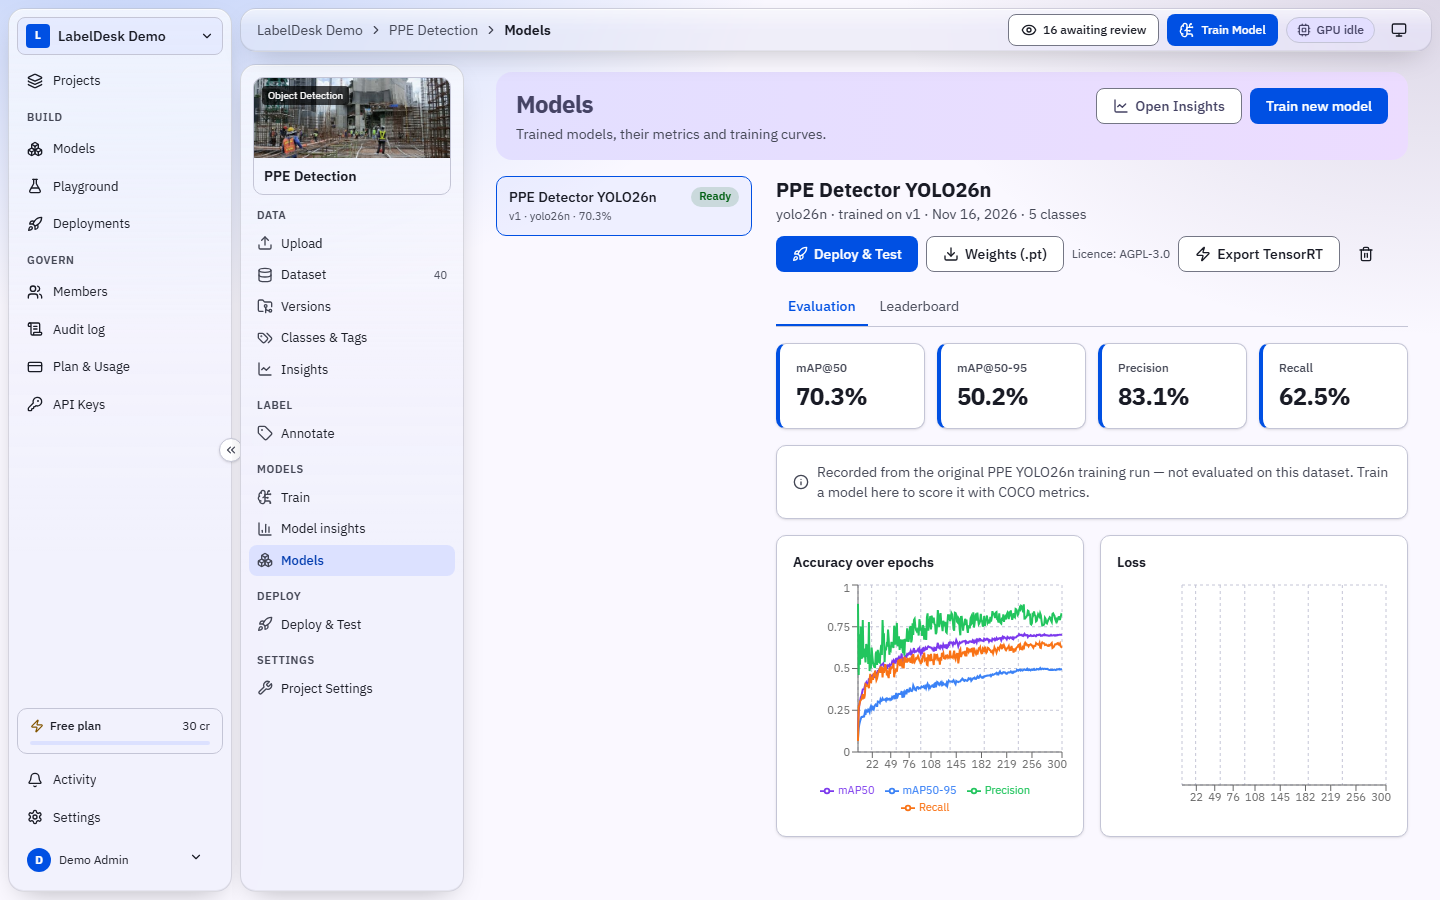 L
LabelDesk Demo
Projects
BUILD
Models
Playground
Deployments
GOVERN
Members
Audit log
Plan & Usage
API Keys
Free plan
30 cr
Activity
Settings
D
Demo Admin
LabelDesk Demo
PPE Detection
Models
16 awaiting review
Train Model
GPU idle
Object Detection
PPE Detection
DATA
Upload
Dataset
40
Versions
Classes & Tags
Insights
LABEL
Annotate
MODELS
Train
Model insights
Models
DEPLOY
Deploy & Test
SETTINGS
Project Settings
Models
Trained models, their metrics and training curves.
Open Insights
Train new model
PPE Detector YOLO26n
Ready
v1 · yolo26n · 70.3%
PPE Detector YOLO26n
yolo26n · trained on v1 · Nov 16, 2026 · 5 classes
Deploy & Test
Weights (.pt)
Licence: AGPL-3.0
Export TensorRT
Evaluation
Leaderboard
mAP@50
70.3%
mAP@50-95
50.2%
Precision
83.1%
Recall
62.5%
Recorded from the original PPE YOLO26n training run — not evaluated on this dataset. Train
a model here to score it with COCO metrics.
Accuracy over epochs
1
0.75
0.5
0.25
0
22 49 76 108 145 182 219 256 300
mAP50
mAP50-95
Precision
Recall
Loss
22 49 76 108 145 182 219 256 300